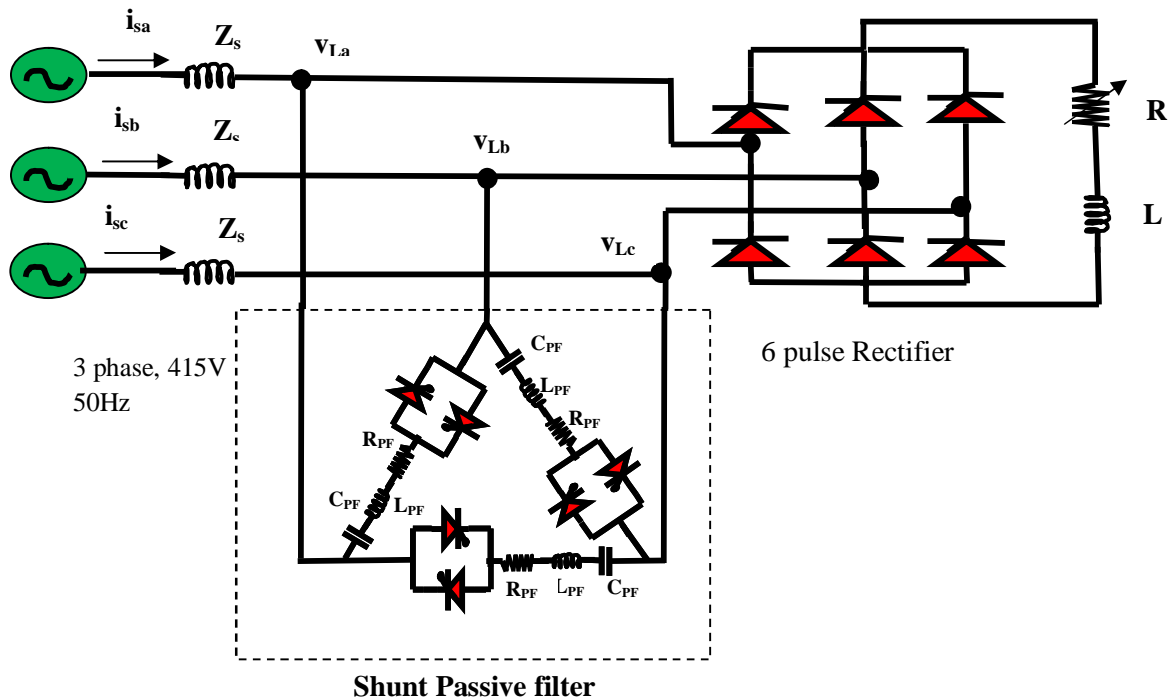 isa
Zs
vLa
isb
Zs
vLb
isc
Zs
vLc
R
L
3 phase, 415V
50Hz
6 pulse Rectifier
CPF
LPF
RPF
RPF
CPF
LPF
RPF
LPF
CPF
Shunt Passive filter